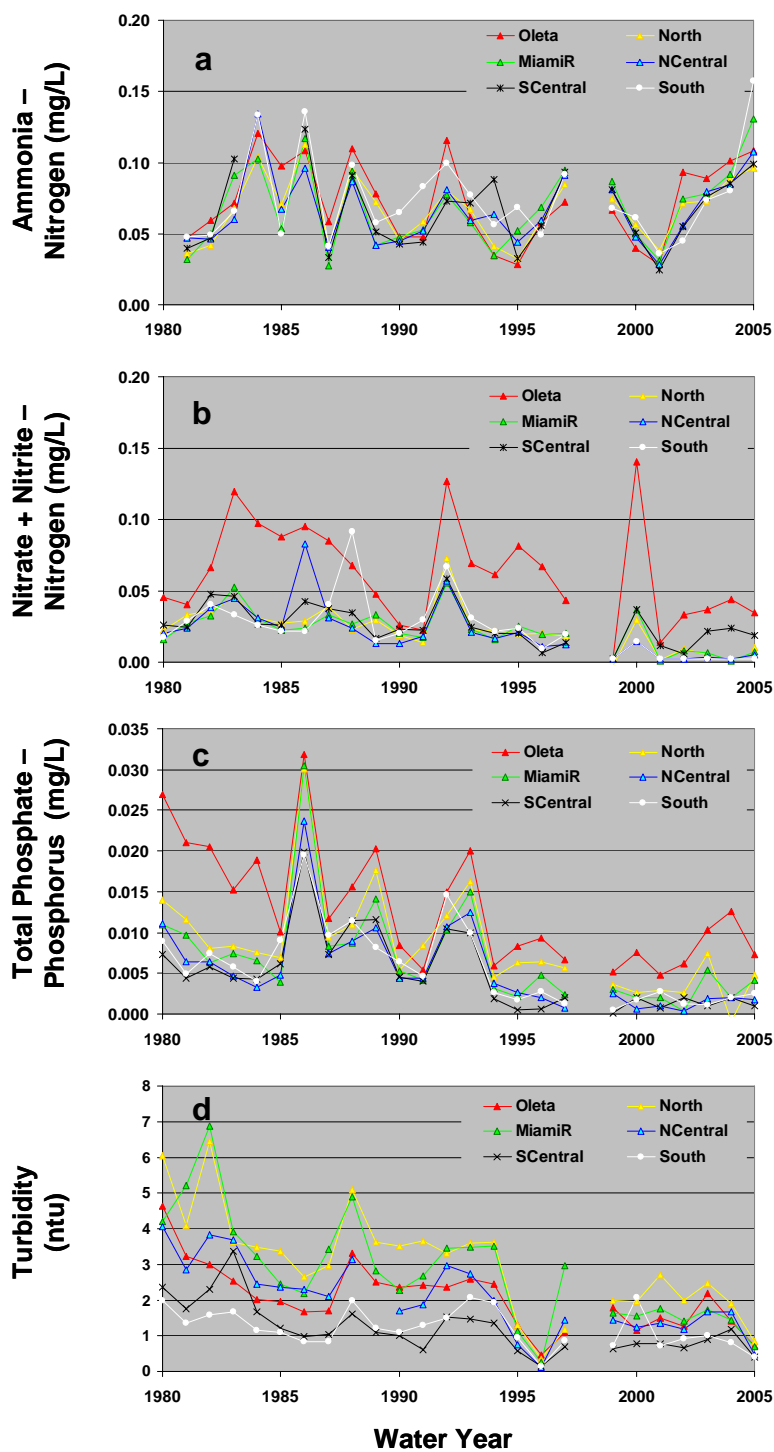 Ammonia –
Nitrogen (mg/L)
0.20
0.15
0.10
0.05
0.00
a
Oleta North
MiamiR NCentral
SCentral South
1980 1985 1990 1995 2000 2005
Nitrate + Nitrite –
Nitrogen (mg/L)
0.20
0.15
0.10
0.05
0.00
b
Oleta North
MiamiR NCentral
SCentral South
1980 1985 1990 1995 2000 2005
Total Phosphate –
Phosphorus (mg/L)
0.035
0.030
0.025
0.020
0.015
0.010
0.005
0.000
c
Oleta North
MiamiR NCentral
SCentral South
1980 1985 1990 1995 2000 2005
Turbidity
(ntu)
8
7
6
5
4
3
2
1
0
d
Oleta North
MiamiR NCentral
SCentral South
1980 1985 1990 1995 2000 2005
Water Year